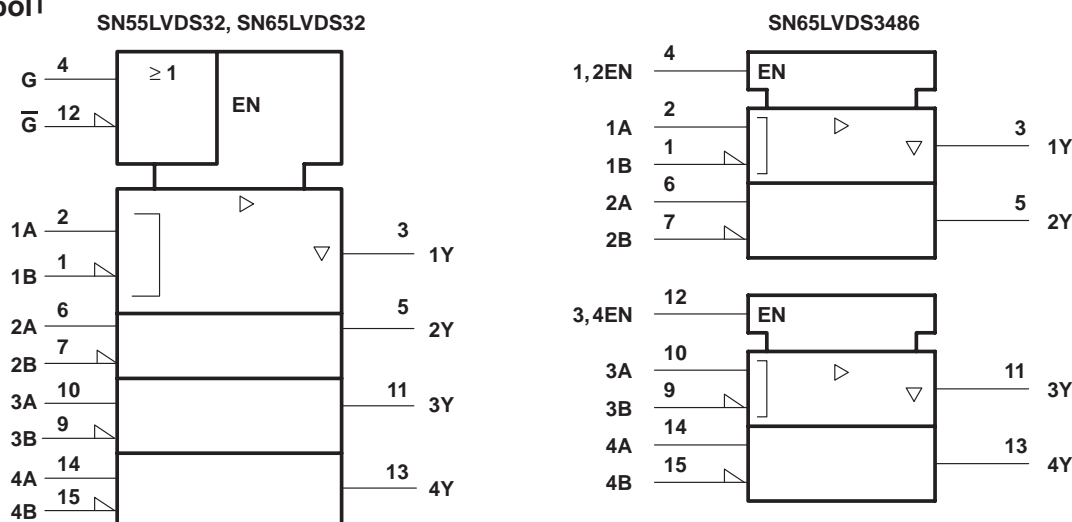 SN55LVDS32, SN65LVDS32
4
G
≥ 1
EN
12
G̅
2
1A
1
1B
3
1Y
6
2A
5
2Y
7
2B
10
3A
11
3Y
9
3B
14
4A
13
4Y
15
4B
SN65LVDS3486
4
1,2EN
EN
2
1A
3
1Y
1
1B
6
2A
5
2Y
7
2B
12
3,4EN
EN
10
3A
11
3Y
9
3B
14
4A
13
4Y
15
4B